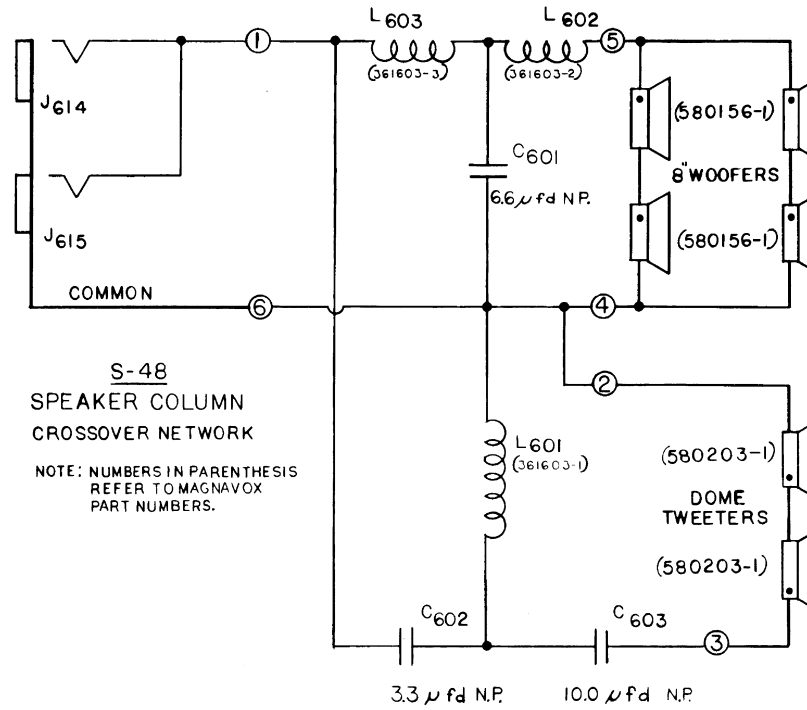 L603
L602
1
5
(361603-3)
(361603-2)
J614
(580156-1)
C601
8" WOOFERS
6.6 µfd N.P.
J615
(580156-1)
COMMON
6
4
S-48
2
SPEAKER COLUMN
CROSSOVER NETWORK
L601
(361603-1)
(580203-1)
NOTE: NUMBERS IN PARENTHESIS
REFER TO MAGNAVOX
PART NUMBERS.
DOME
TWEETERS
(580203-1)
C602
C603
3
3.3 µfd N.P.
10.0 µfd N.P.